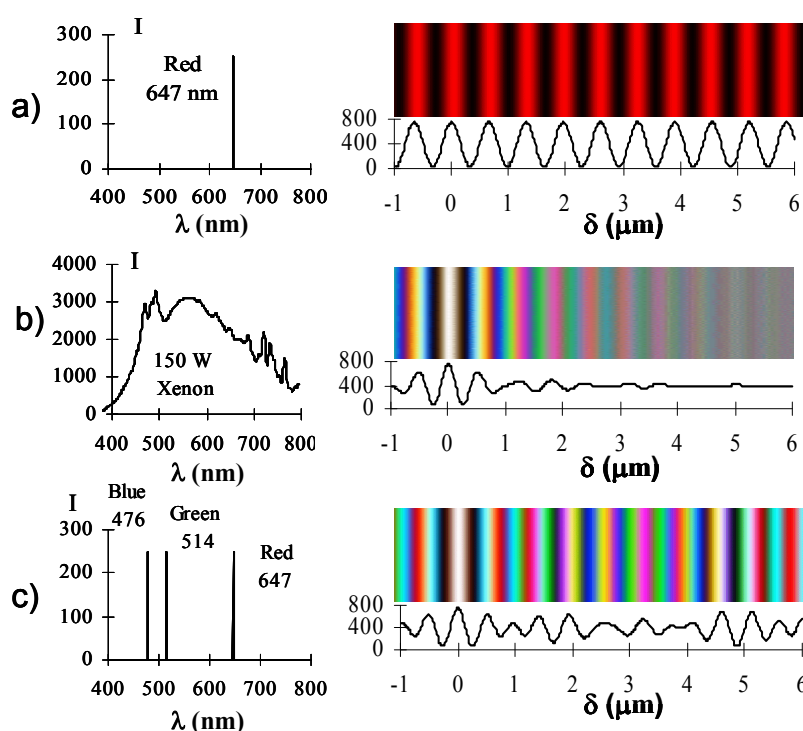 I
300
200
100
0
Red
647 nm
a)
400 500 600 700 800
λ (nm)
800
400
0
-1 0 1 2 3 4 5 6
δ (μm)
I
4000
3000
2000
1000
0
b)
150 W
Xenon
400 500 600 700 800
λ (nm)
800
400
0
-1 0 1 2 3 4 5 6
δ (μm)
Blue
476
I
Green
514
Red
647
300
200
100
0
c)
400 500 600 700 800
λ (nm)
800
400
0
-1 0 1 2 3 4 5 6
δ (μm)